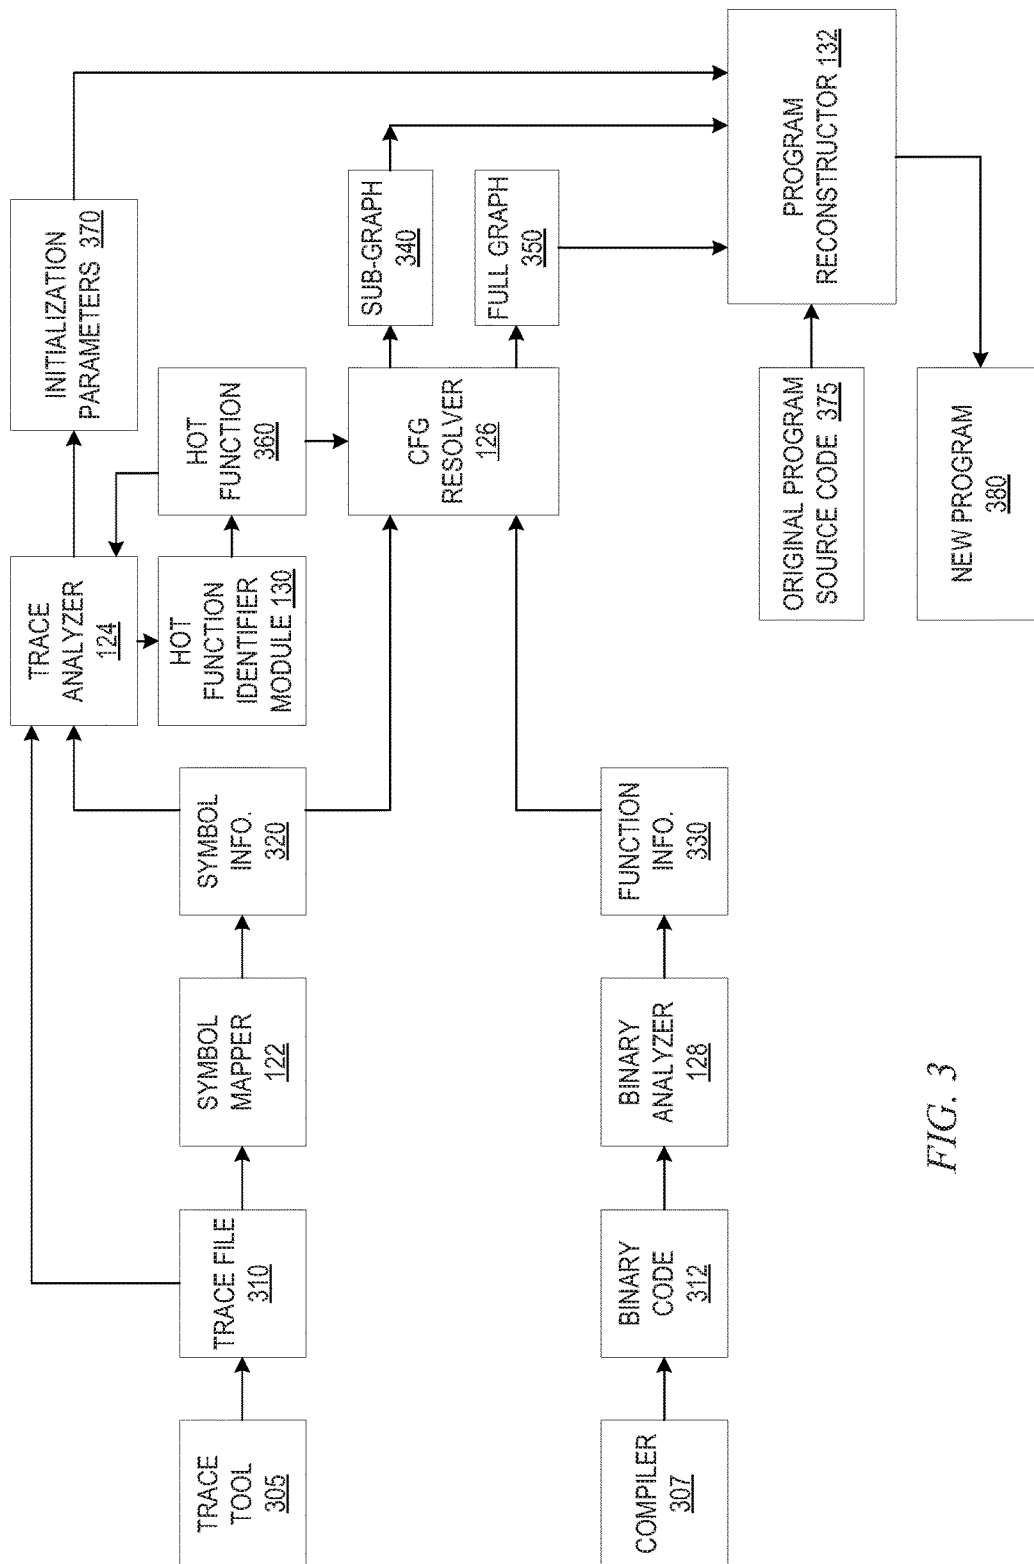 TRACE
TOOL
305
TRACE FILE
310
SYMBOL
MAPPER
122
SYMBOL
INFO.
320
TRACE
ANALYZER
124
HOT
FUNCTION
IDENTIFIER
MODULE 130
INITIALIZATION
PARAMETERS 370
HOT
FUNCTION
360
CFG
RESOLVER
126
SUB-GRAPH
340
FULL GRAPH
350
COMPILER
307
BINARY
CODE
312
BINARY
ANALYZER
128
FUNCTION
INFO.
330
ORIGINAL PROGRAM
SOURCE CODE 375
PROGRAM
RECONSTRUCTOR 132
NEW PROGRAM
380
FIG. 3